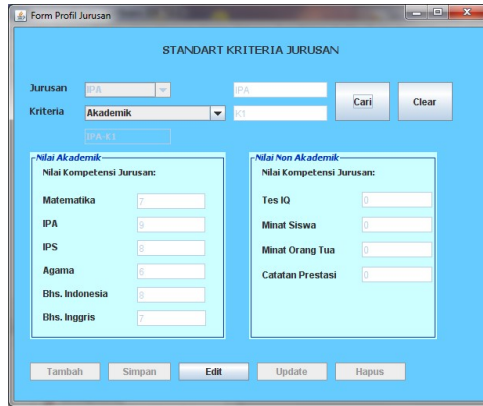 Form Profil Jurusan
STANDART KRITERIA JURUSAN
Jurusan IPA IPA
Cari Clear
Kriteria Akademik K1
IPA-K1
Nilai Akademik Nilai Non Akademik
Nilai Kompetensi Jurusan: Nilai Kompetensi Jurusan:
Matematika 7 Tes IQ 0
IPA 9 Minat Siswa 0
IPS 8 Minat Orang Tua 0
Agama 6 Catatan Prestasi 0
Bhs. Indonesia 8
Bhs. Inggris 7
Tambah Simpan Edit Update Hapus